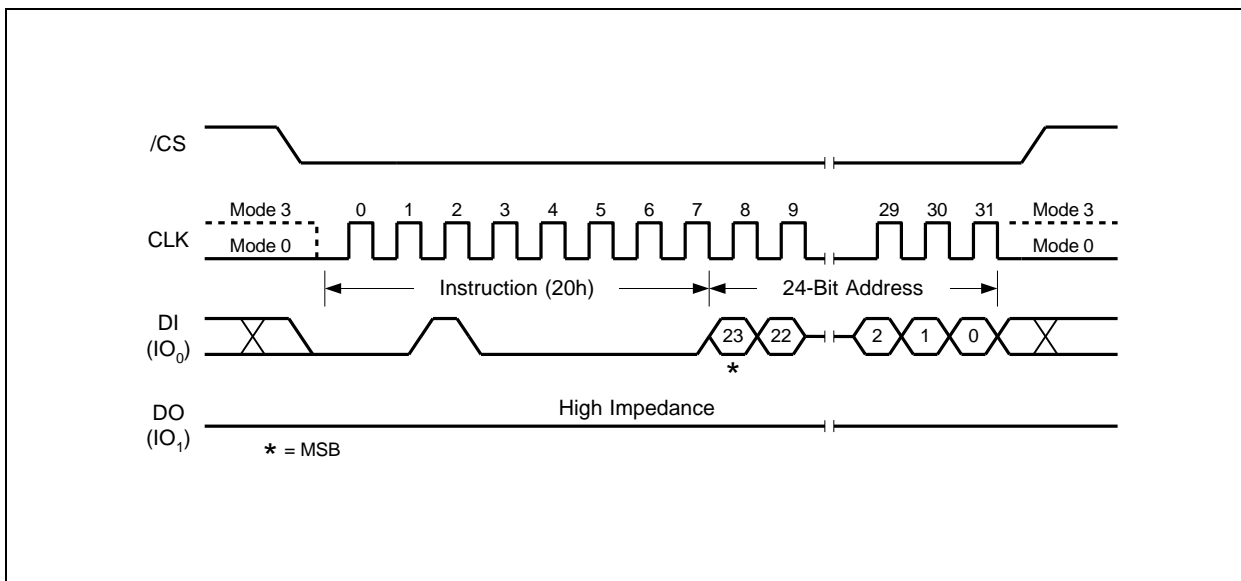 /CS
Mode 3 0 1 2 3 4 5 6 7 8 9 29 30 31 Mode 3
CLK Mode 0 Mode 0
Instruction (20h) 24-Bit Address
DI
(IO0) 23 22 2 1 0
*
DO High Impedance
(IO1)
* = MSB